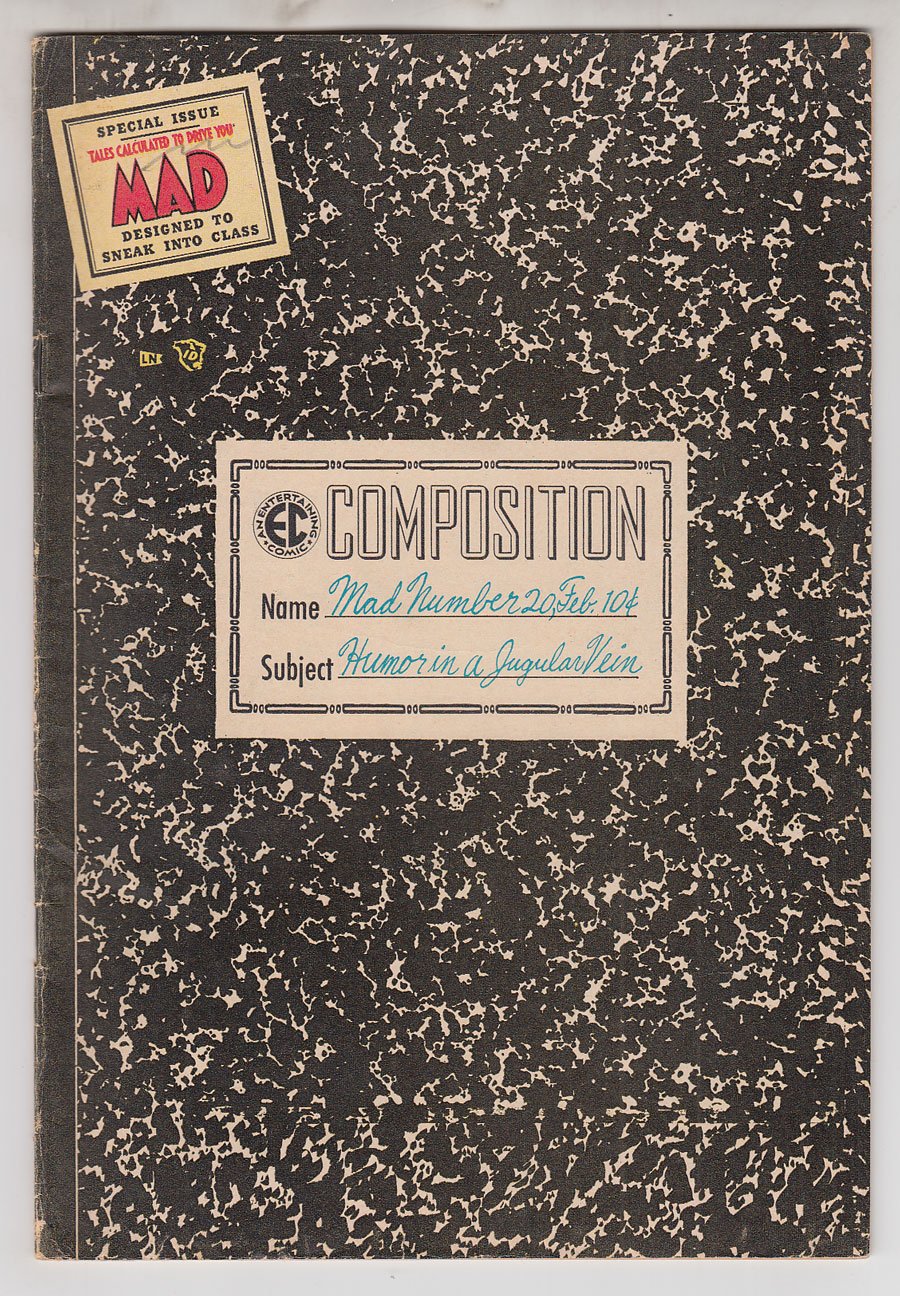 SPECIAL ISSUE
"TALES CALCULATED TO DRIVE YOU"
MAD
DESIGNED TO
SNEAK INTO CLASS
LN
AN ENTERTAINING
EC
COMIC
COMPOSITION
Name Mad Number 20, Feb. 10¢
Subject Humor in a Jugular Vein